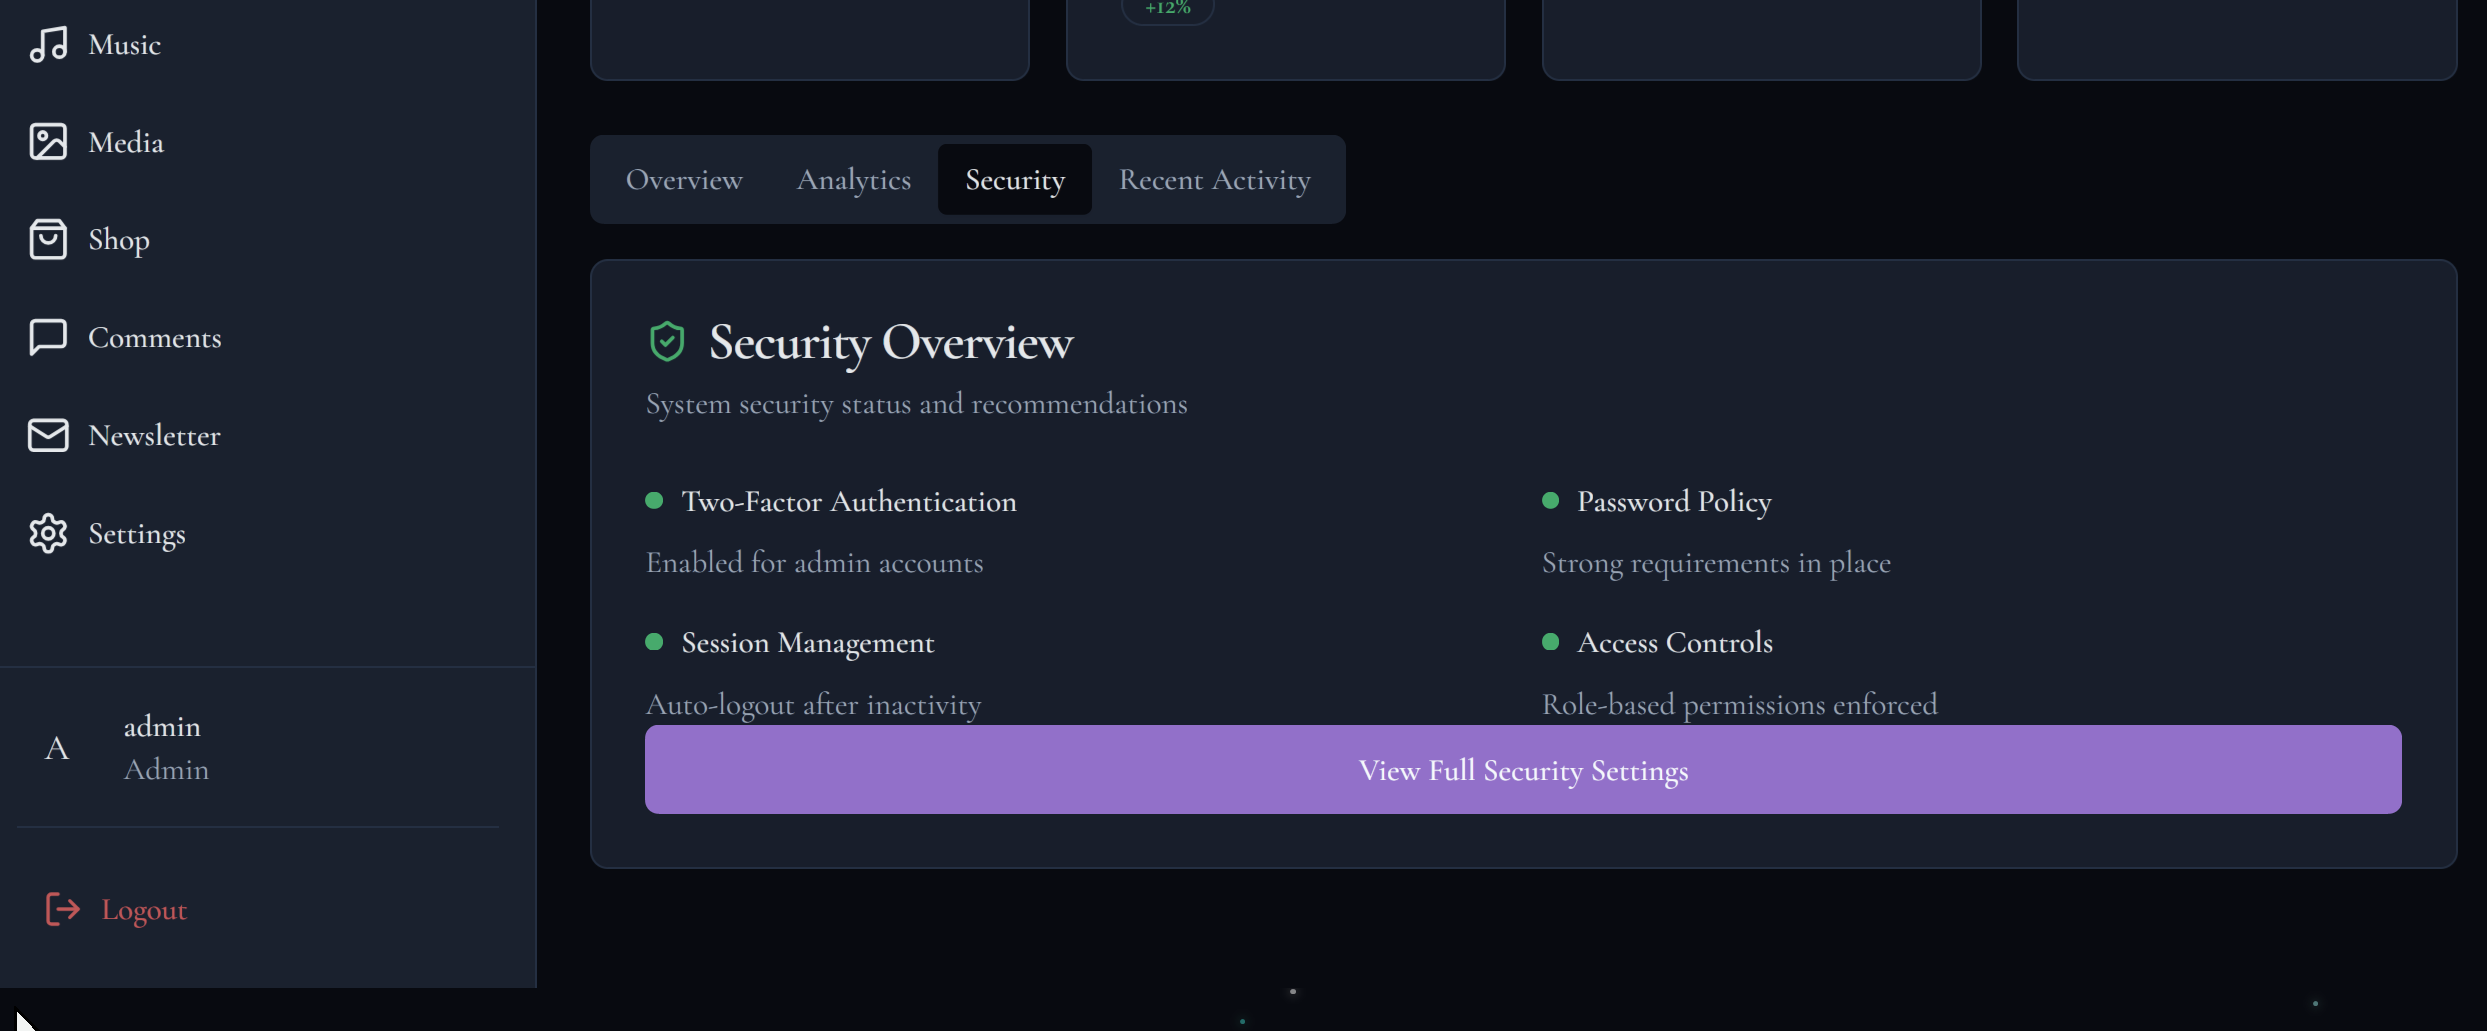 Music
Media
Shop
Comments
Newsletter
Settings
A
admin
Admin
Logout
+12%
Overview
Analytics
Security
Recent Activity
Security Overview
System security status and recommendations
Two-Factor Authentication
Enabled for admin accounts
Password Policy
Strong requirements in place
Session Management
Auto-logout after inactivity
Access Controls
Role-based permissions enforced
View Full Security Settings